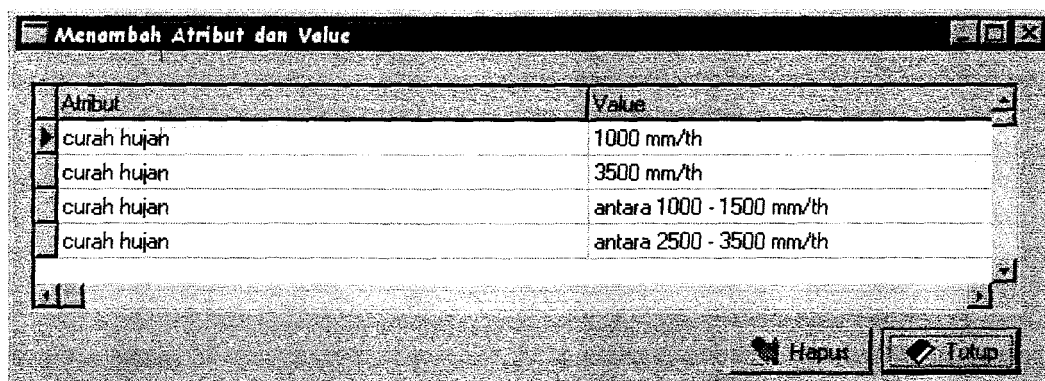 Menambah Atribut dan Value
Atribut Value
curah hujan 1000 mm/th
curah hujan 3500 mm/th
curah hujan antara 1000 - 1500 mm/th
curah hujan antara 2500 - 3500 mm/th
Hapus Tutup